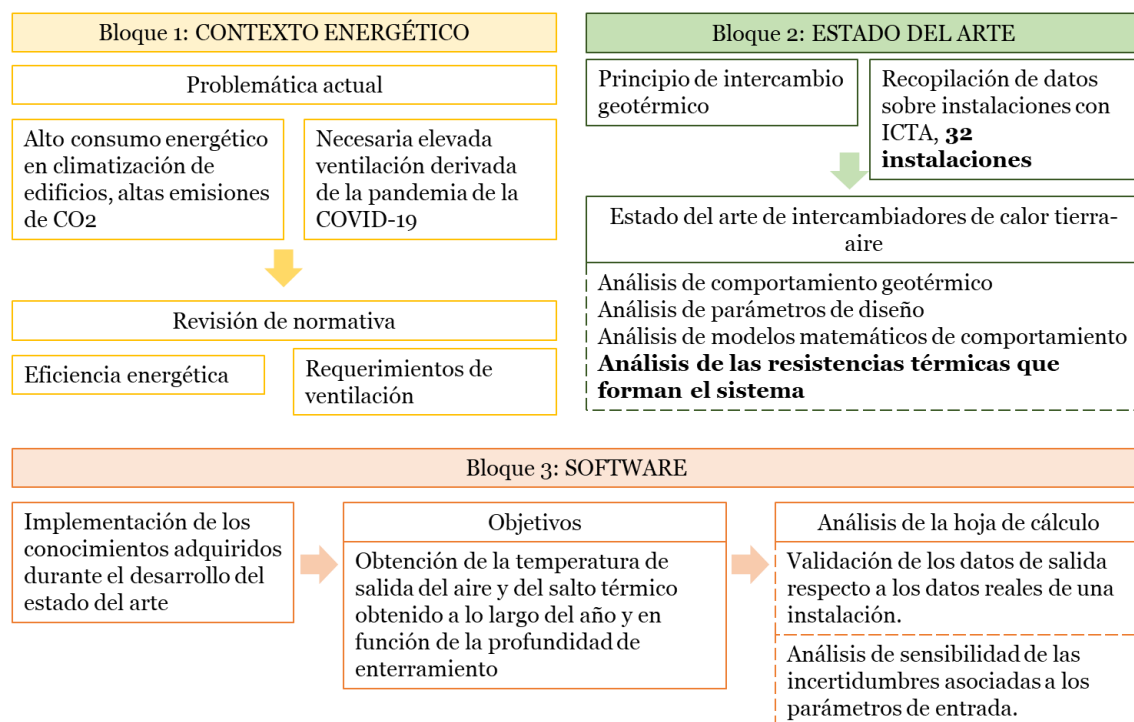 Bloque 1: CONTEXTO ENERGÉTICO
Problemática actual
Alto consumo energético
en climatización de
edificios, altas emisiones
de CO2
Necesaria elevada
ventilación derivada
de la pandemia de la
COVID-19
Revisión de normativa
Eficiencia energética
Requerimientos de
ventilación
Bloque 2: ESTADO DEL ARTE
Principio de intercambio
geotérmico
Recopilación de datos
sobre instalaciones con
ICTA, 32
instalaciones
Estado del arte de intercambiadores de calor tierra-
aire
Análisis de comportamiento geotérmico
Análisis de parámetros de diseño
Análisis de modelos matemáticos de comportamiento
Análisis de las resistencias térmicas que
forman el sistema
Bloque 3: SOFTWARE
Implementación de los
conocimientos adquiridos
durante el desarrollo del
estado del arte
Objetivos
Obtención de la temperatura de
salida del aire y del salto térmico
obtenido a lo largo del año y en
función de la profundidad de
enterramiento
Análisis de la hoja de cálculo
Validación de los datos de salida
respecto a los datos reales de una
instalación.
Análisis de sensibilidad de las
incertidumbres asociadas a los
parámetros de entrada.